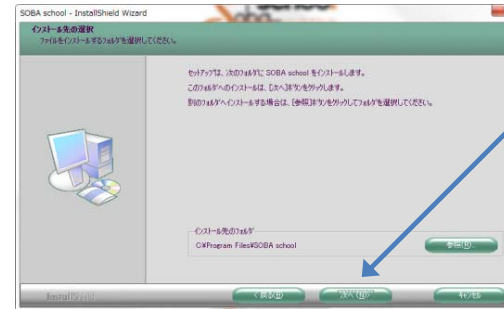 SOBA school - InstallShield Wizard
インストール先の選択
ファイルをインストールするフォルダを選択してください。
セットアップは、次のフォルダに SOBA school をインストールします。
このフォルダへのインストールは、[次へ]ボタンをクリックします。
別のフォルダへインストールする場合は、[参照]ボタンをクリックしてフォルダを選択してください。
インストール先のフォルダ
C:¥Program Files¥SOBA school
参照(R)...
InstallShield
< 戻る(B)
次へ(N) >
キャンセル